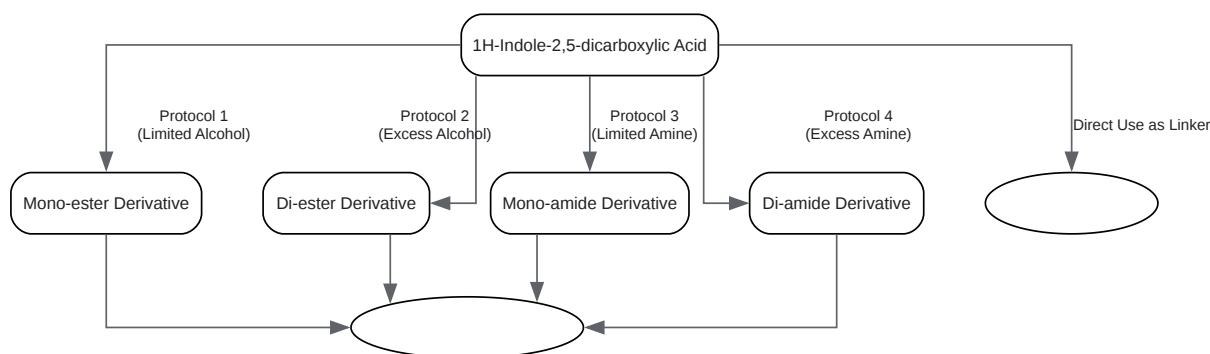 1H-Indole-2,5-dicarboxylic Acid
Protocol 1
(Limited Alcohol)
Protocol 2
(Excess Alcohol)
Protocol 3
(Limited Amine)
Protocol 4
(Excess Amine)
Direct Use as Linker
Mono-ester Derivative
Di-ester Derivative
Mono-amide Derivative
Di-amide Derivative